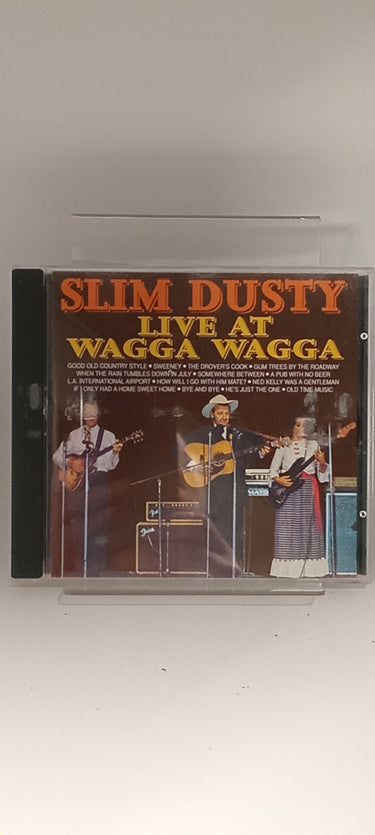 SLIM DUSTY
LIVE AT
WAGGA WAGGA
GOOD OLD COUNTRY STYLE • SWEENEY • THE DROVER'S COOK • GUM TREES BY THE ROADWAY
WHEN THE RAIN TUMBLES DOWN IN JULY • SOMEWHERE BETWEEN • A PUB WITH NO BEER
L.A. INTERNATIONAL AIRPORT • HOW WILL I GO WITH HIM MATE? • NED KELLY WAS A GENTLEMAN
IF I ONLY HAD A HOME SWEET HOME • BYE AND BYE • HE'S JUST THE ONE • OLD TIME MUSIC